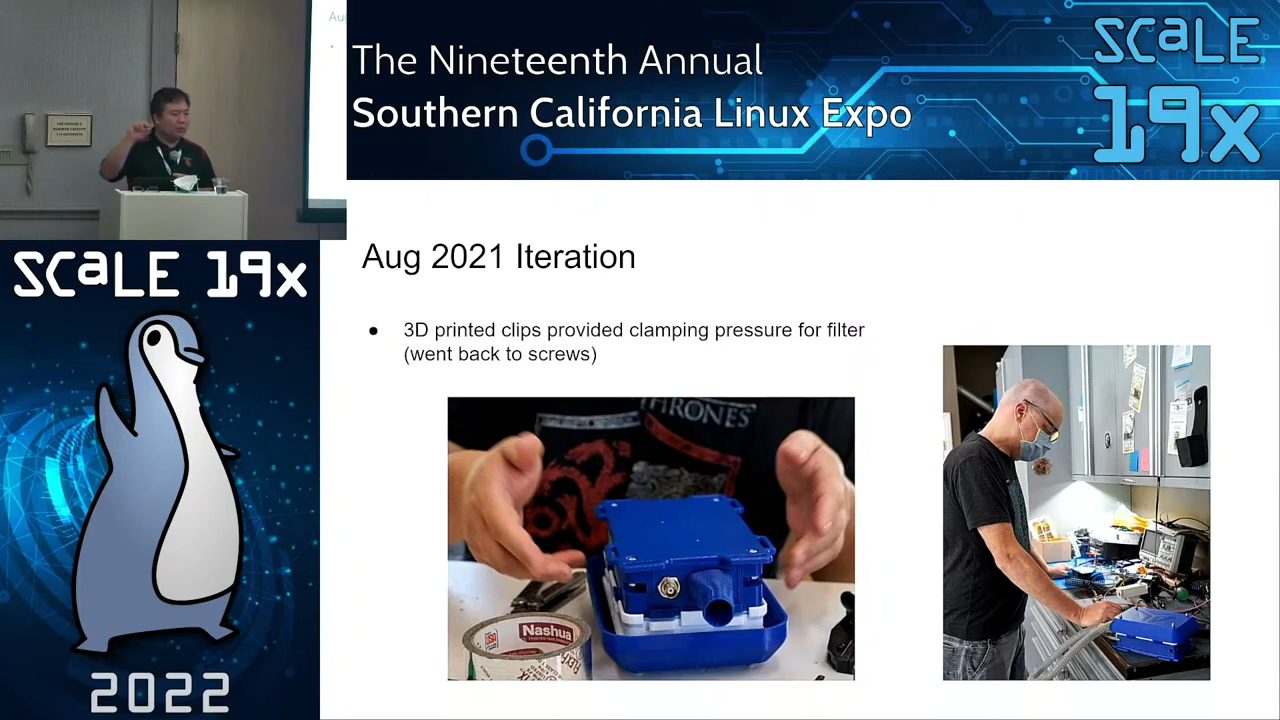 The Nineteenth Annual
Southern California Linux Expo
SCaLE
19x
SCaLE 19x
2022
Aug 2021 Iteration
● 3D printed clips provided clamping pressure for filter
(went back to screws)
THRONES
Nashua